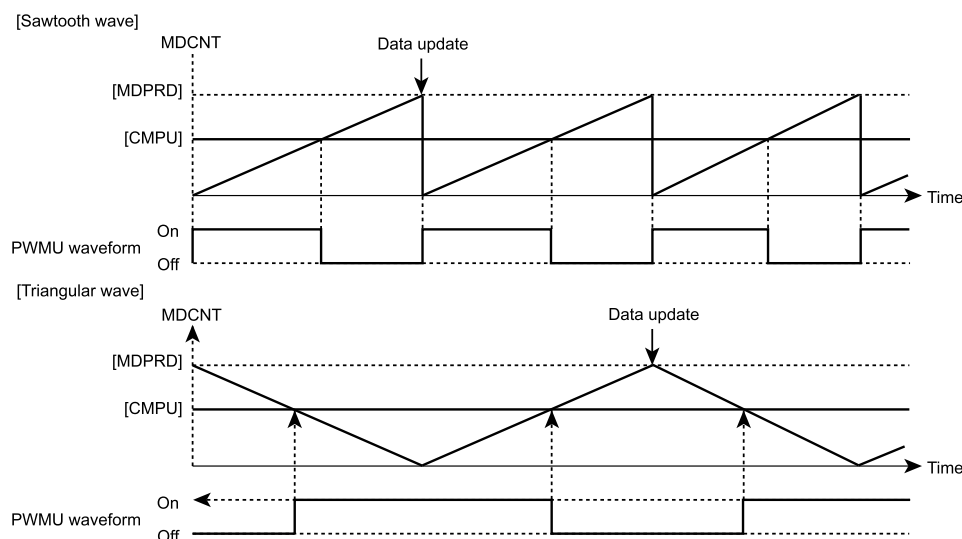 [Sawtooth wave]
MDCNT
Data update
[MDPRD]
[CMPU]
Time
On
PWMU waveform
Off
[Triangular wave]
MDCNT
Data update
[MDPRD]
[CMPU]
Time
On
PWMU waveform
Off